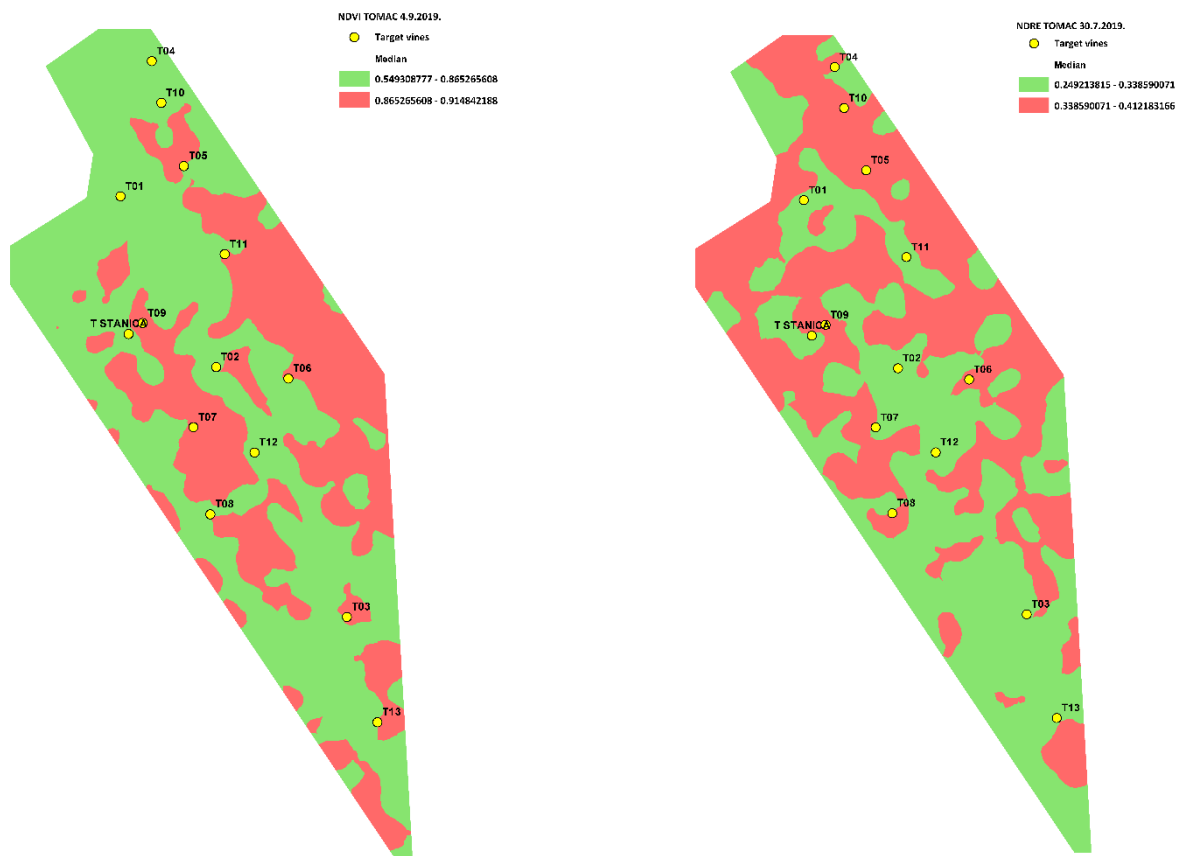 NDVI TOMAC 4.9.2019.
Target vines
Median
0.549308777 - 0.865265608
0.865265608 - 0.914842188
T04
T10
T05
T01
T11
T09
T STANICA
T02
T06
T07
T12
T08
T03
T13
NDRE TOMAC 30.7.2019.
Target vines
Median
0.249213815 - 0.338590071
0.338590071 - 0.412183166
T04
T10
T05
T01
T11
T09
T STANICA
T02
T06
T07
T12
T08
T03
T13